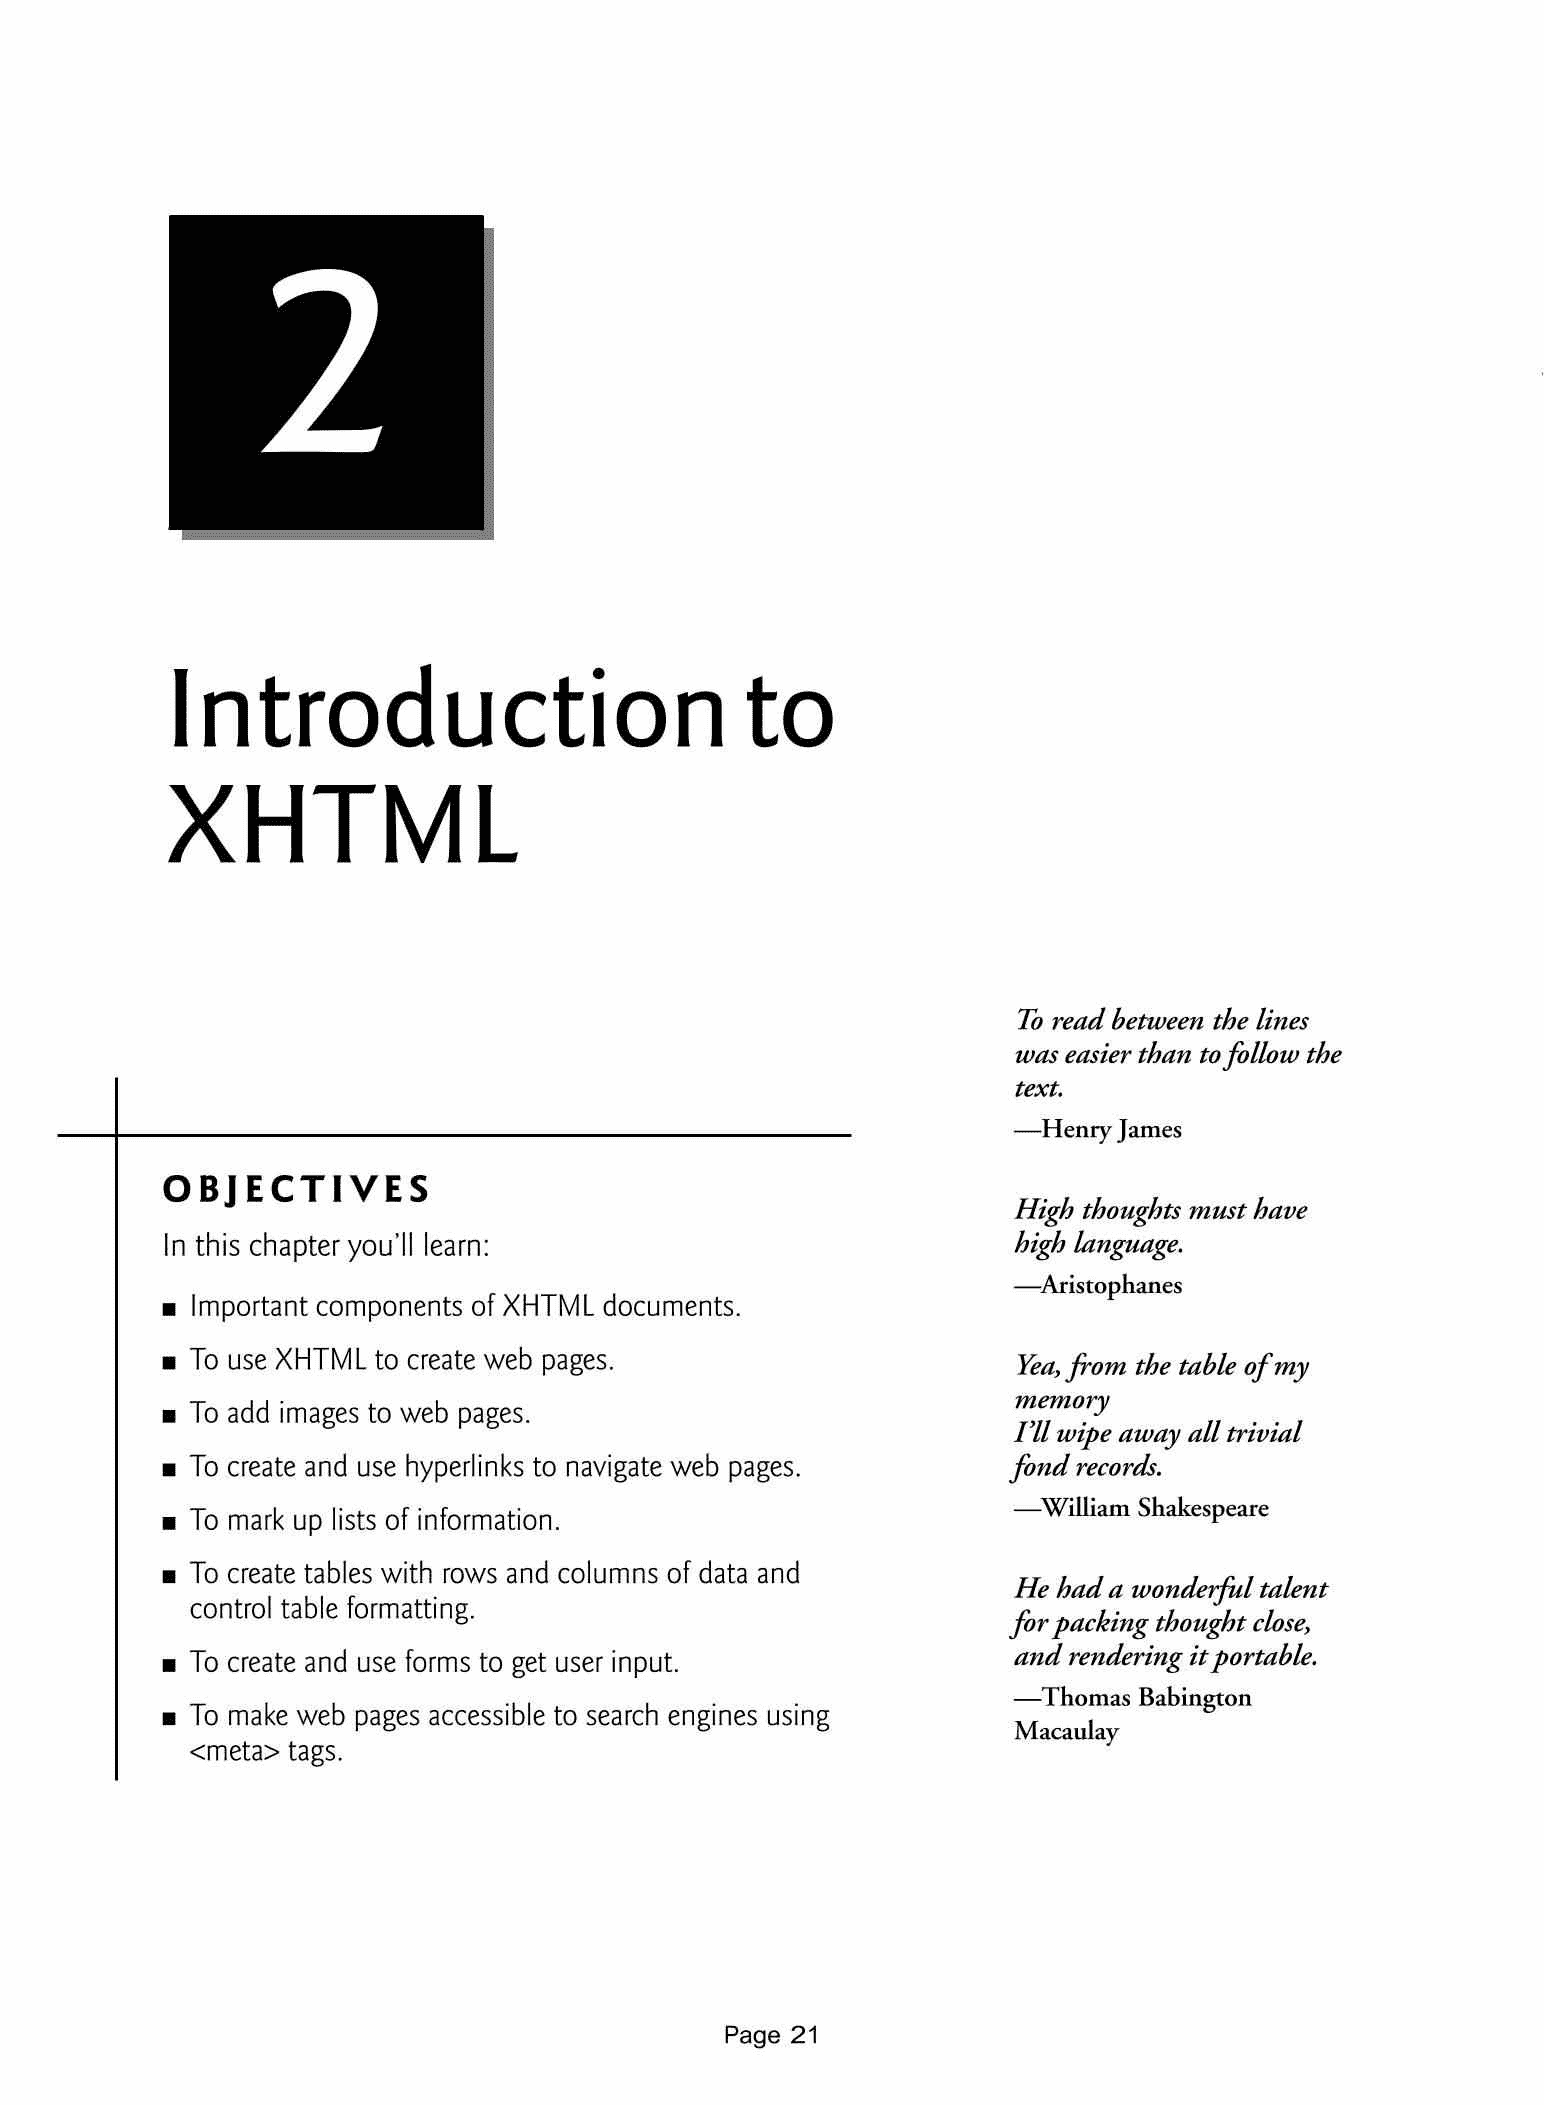 2
Introduction to
XHTML
OBJECTIVES
In this chapter you'll learn:
■ Important components of XHTML documents.
■ To use XHTML to create web pages.
■ To add images to web pages.
■ To create and use hyperlinks to navigate web pages.
■ To mark up lists of information.
■ To create tables with rows and columns of data and
control table formatting.
■ To create and use forms to get user input.
■ To make web pages accessible to search engines using
<meta> tags.
To read between the lines
was easier than to follow the
text.
—Henry James
High thoughts must have
high language.
—Aristophanes
Yea, from the table of my
memory
I'll wipe away all trivial
fond records.
—William Shakespeare
He had a wonderful talent
for packing thought close,
and rendering it portable.
—Thomas Babington
Macaulay
Page 21